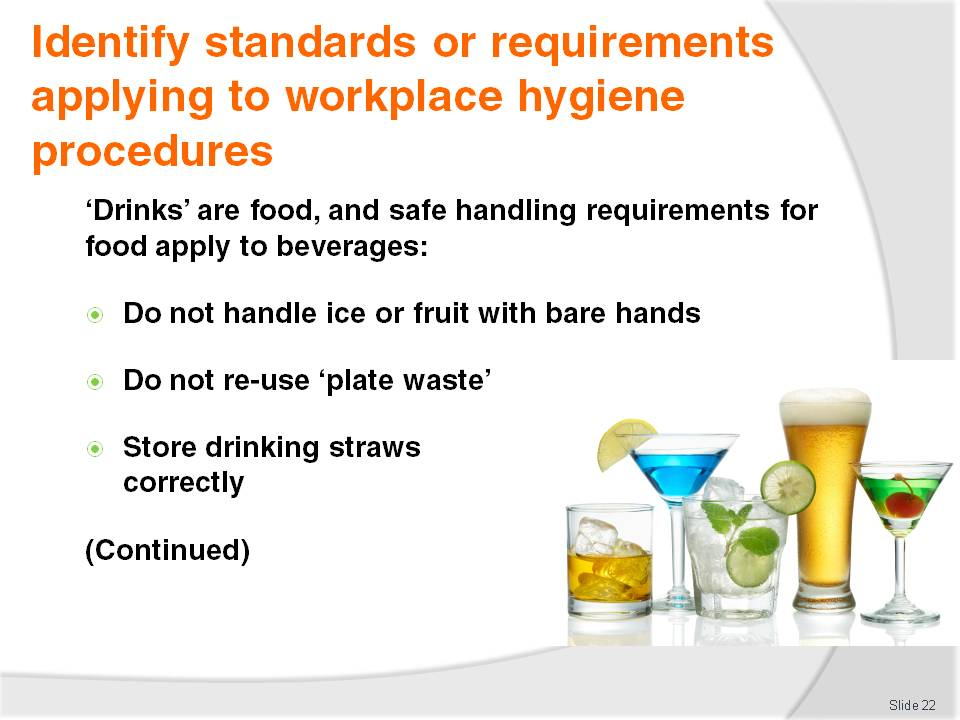 Identify standards or requirements
applying to workplace hygiene
procedures
‘Drinks’ are food, and safe handling requirements for
food apply to beverages:
Do not handle ice or fruit with bare hands
Do not re-use ‘plate waste’
Store drinking straws
correctly
(Continued)
Slide 22